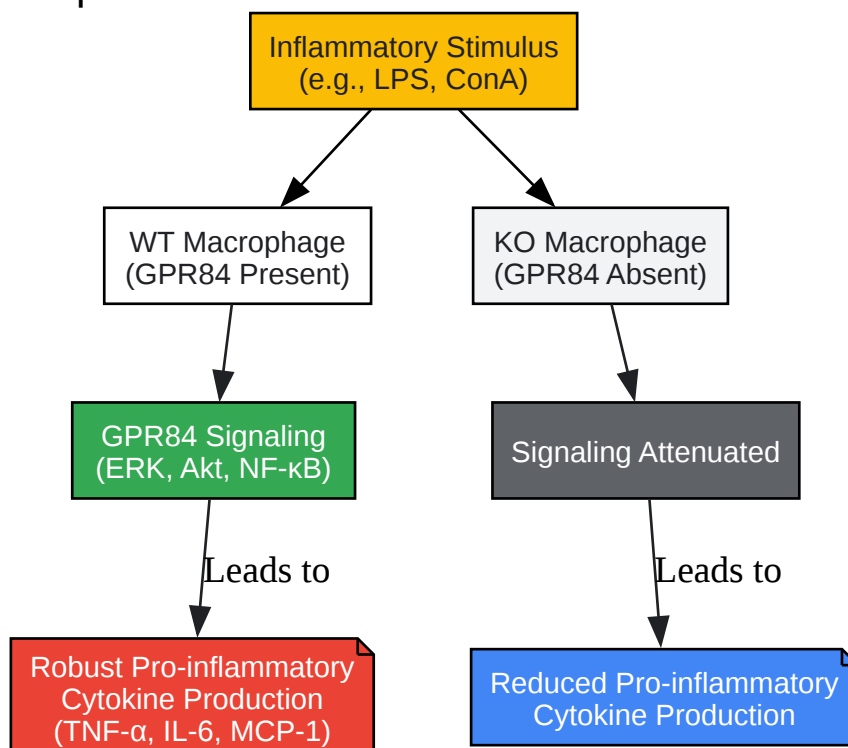 Inflammatory Stimulus
(e.g., LPS, ConA)
WT Macrophage
(GPR84 Present)
KO Macrophage
(GPR84 Absent)
GPR84 Signaling
(ERK, Akt, NF-κB)
Signaling Attenuated
Leads to
Leads to
Robust Pro-inflammatory
Cytokine Production
(TNF-α, IL-6, MCP-1)
Reduced Pro-inflammatory
Cytokine Production